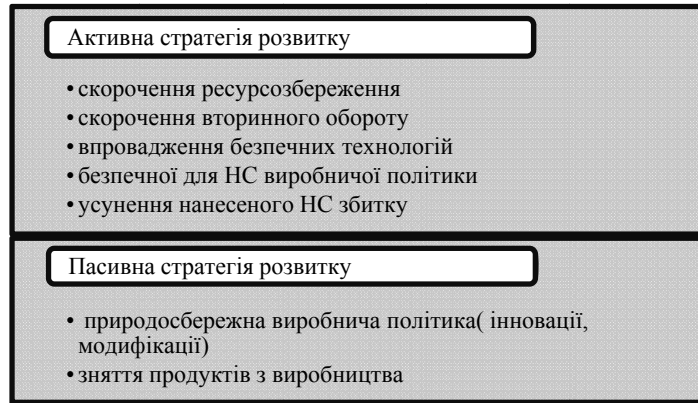 Активна стратегія розвитку
• скорочення ресурсозбереження
• скорочення вторинного обороту
• впровадження безпечних технологій
• безпечної для НС виробничої політики
• усунення нанесеного НС збитку
Пасивна стратегія розвитку
• природосбережна виробнича політика( інновації,
модифікації)
• зняття продуктів з виробництва